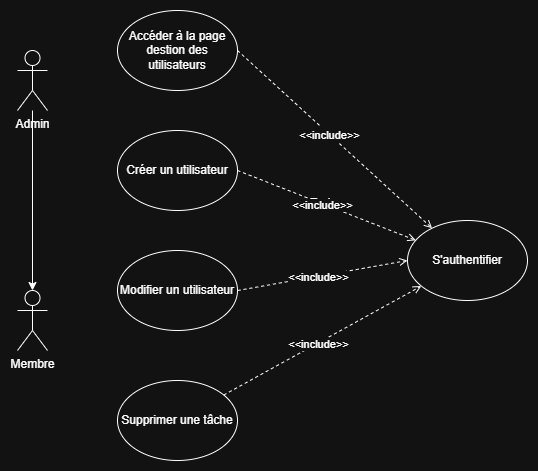 Accéder à la page
destion des
utilisateurs
Admin
<<include>>
Créer un utilisateur
<<include>>
S'authentifier
<<include>>
Modifier un utilisateur
<<include>>
Membre
Supprimer une tâche